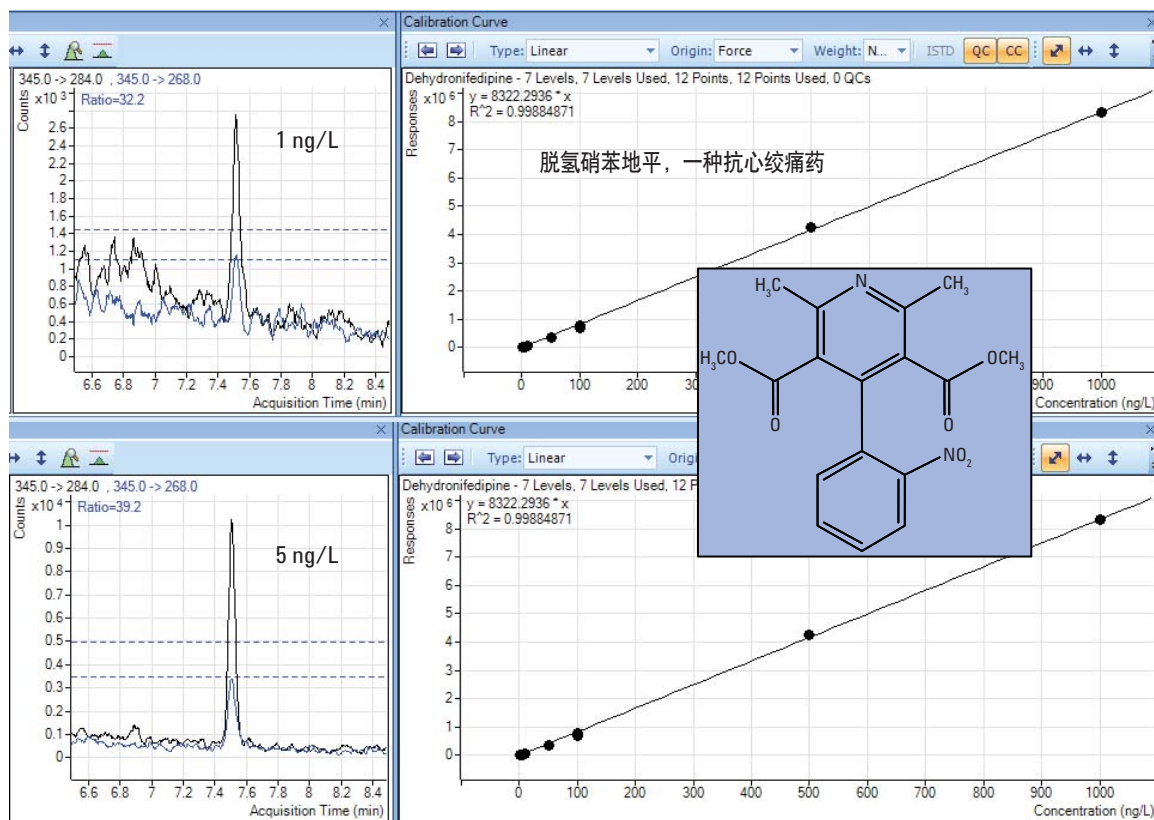 Calibration Curve
Type: Linear Origin: Force Weight: N... ISTD QC CC
345.0 -> 284.0 , 345.0 -> 268.0
Ratio=32.2
x10 3
Counts
2.6
2.4
2.2
2
1.8
1.6
1.4
1.2
1
0.8
0.6
0.4
0.2
0
1 ng/L
6.6 6.8 7 7.2 7.4 7.6 7.8 8 8.2 8.4
Acquisition Time (min)
Dehydronifedipine - 7 Levels, 7 Levels Used, 12 Points, 12 Points Used, 0 QCs
y = 8322.2936 * x
R^2 = 0.99884871
x10 6
Responses
8
7
6
5
4
3
2
1
0
脱氢硝苯地平，一种抗心绞痛药
0 100 200 300 900 1000
Concentration (ng/L)
H3C N CH3
H3CO OCH3
O O
NO2
Calibration Curve
Type: Linear Origi
345.0 -> 284.0 , 345.0 -> 268.0
Ratio=39.2
x10 4
Counts
1
0.9
0.8
0.7
0.6
0.5
0.4
0.3
0.2
0.1
0
5 ng/L
6.6 6.8 7 7.2 7.4 7.6 7.8 8 8.2 8.4
Acquisition Time (min)
Dehydronifedipine - 7 Levels, 7 Levels Used, 12 P
y = 8322.2936 * x
R^2 = 0.99884871
x10 6
Responses
8
7
6
5
4
3
2
1
0
0 100 200 300 400 500 600 700 800 900 1000
Concentration (ng/L)